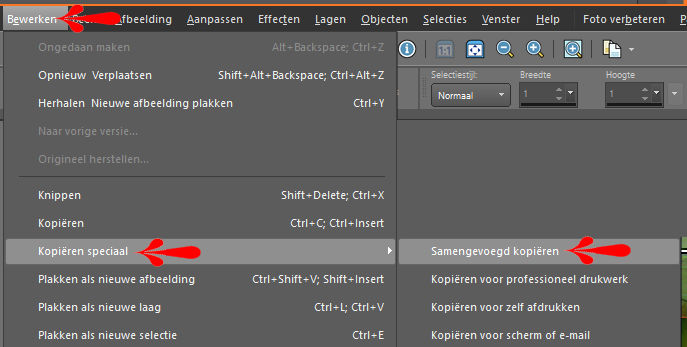 Bewerken Afbeelding Aanpassen Effecten Lagen Objecten Selecties Venster Help Foto verbeteren
Ongedaan maken Alt+Backspace; Ctrl+Z
Opnieuw Verplaatsen Shift+Alt+Backspace; Ctrl+Alt+Z
Herhalen Nieuwe afbeelding plakken Ctrl+Y
Naar vorige versie...
Origineel herstellen...
Knippen Shift+Delete; Ctrl+X
Kopiëren Ctrl+C; Ctrl+Insert
Kopiëren speciaal
Plakken als nieuwe afbeelding Ctrl+Shift+V; Shift+Insert
Plakken als nieuwe laag Ctrl+L; Ctrl+V
Plakken als nieuwe selectie Ctrl+E
Selectiestijl: Breedte Hoogte
Normaal 1 1
Samengevoegd kopiëren
Kopiëren voor professioneel drukwerk
Kopiëren voor zelf afdrukken
Kopiëren voor scherm of e-mail